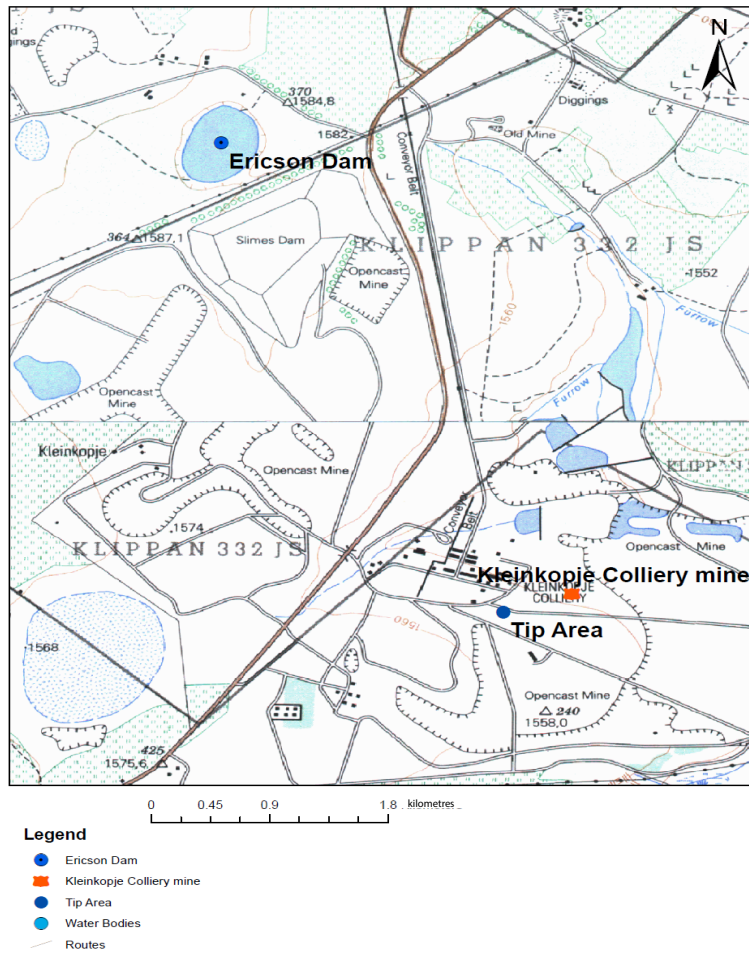 J S
1560
N
d
gings
370
1584,8
Diggings
1582
Old Mine
Ericson Dam
Conveyor Belt
364
1587,1
Slimes Dam
KLIPPAN 332 JS
Opencast
Mine
1552
1560
Furrow
Furrow
Opencast
Mine
Kleinkopje
Opencast Mine
KLIPPAN
1574
Conveyor
Belt
KLIPPAN 332 JS
Opencast Mine
Kleinkopje Colliery mine
KLEINKOPJE
COLLIERY
Tip Area
1560
1568
Opencast Mine
240
1558,0
425
1575,6
0 0.45 0.9 1.8 kilometres
Legend
Ericson Dam
Kleinkopje Colliery mine
Tip Area
Water Bodies
Routes